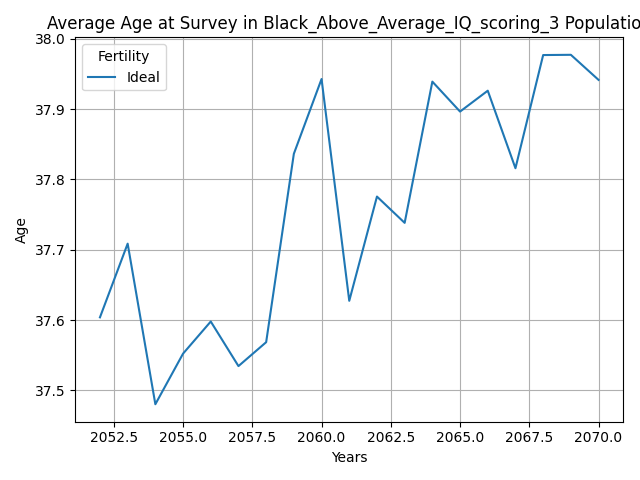 Average Age at Survey in Black_Above_Average_IQ_scoring_3 Populatio
Fertility
Ideal
38.0
37.9
37.8
37.7
37.6
37.5
Age
2052.5 2055.0 2057.5 2060.0 2062.5 2065.0 2067.5 2070.0
Years